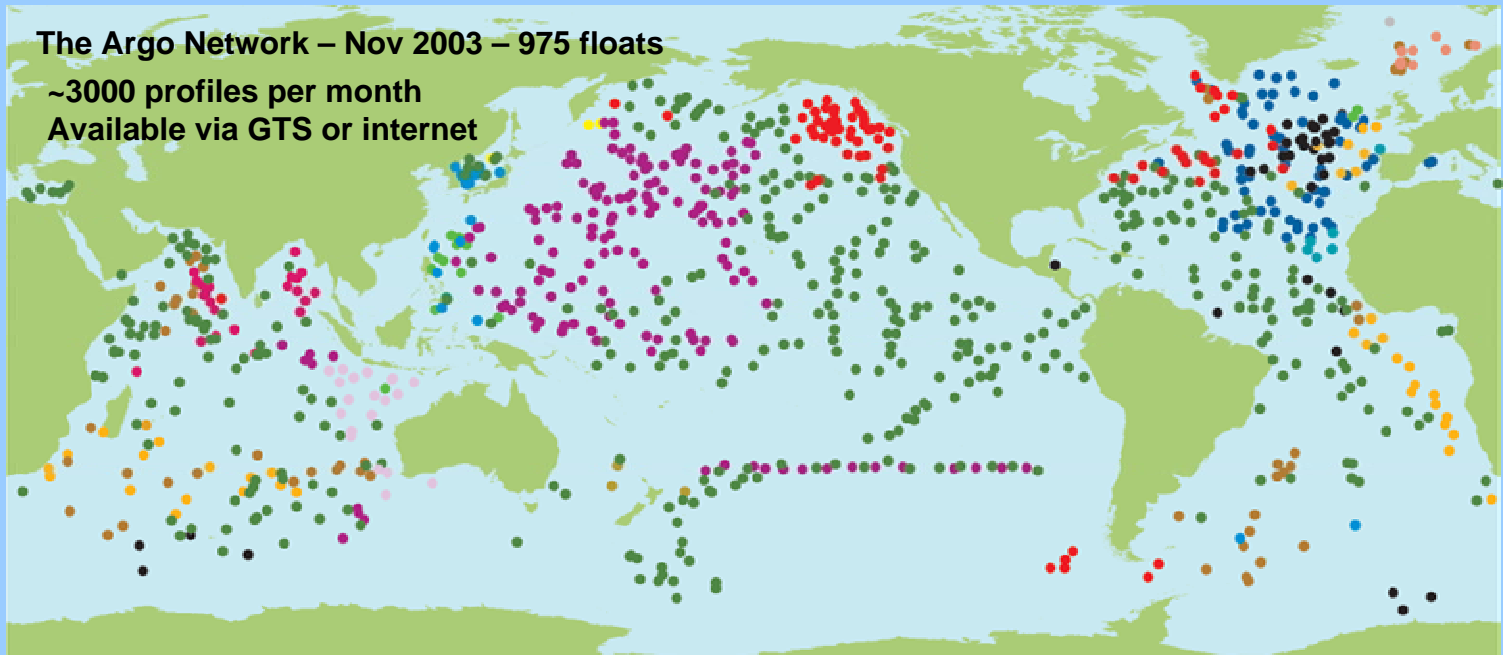 The Argo Network – Nov 2003 – 975 floats
~3000 profiles per month
Available via GTS or internet